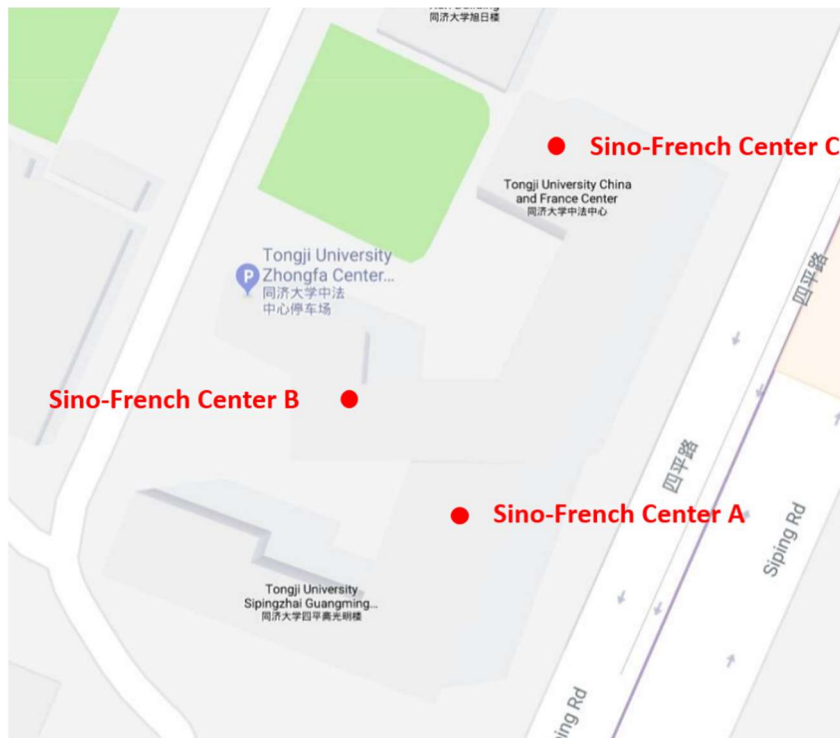 同济大学旭日楼
Sino-French Center C
Tongji University China
and France Center
同济大学中法中心
四平路
P
Tongji University
Zhongfa Center...
同济大学中法
中心停车场
Sino-French Center B
四平路
Sino-French Center A
Siping Rd
Tongji University
Sipingzhai Guangming...
同济大学四平斋光明楼
ing Rd